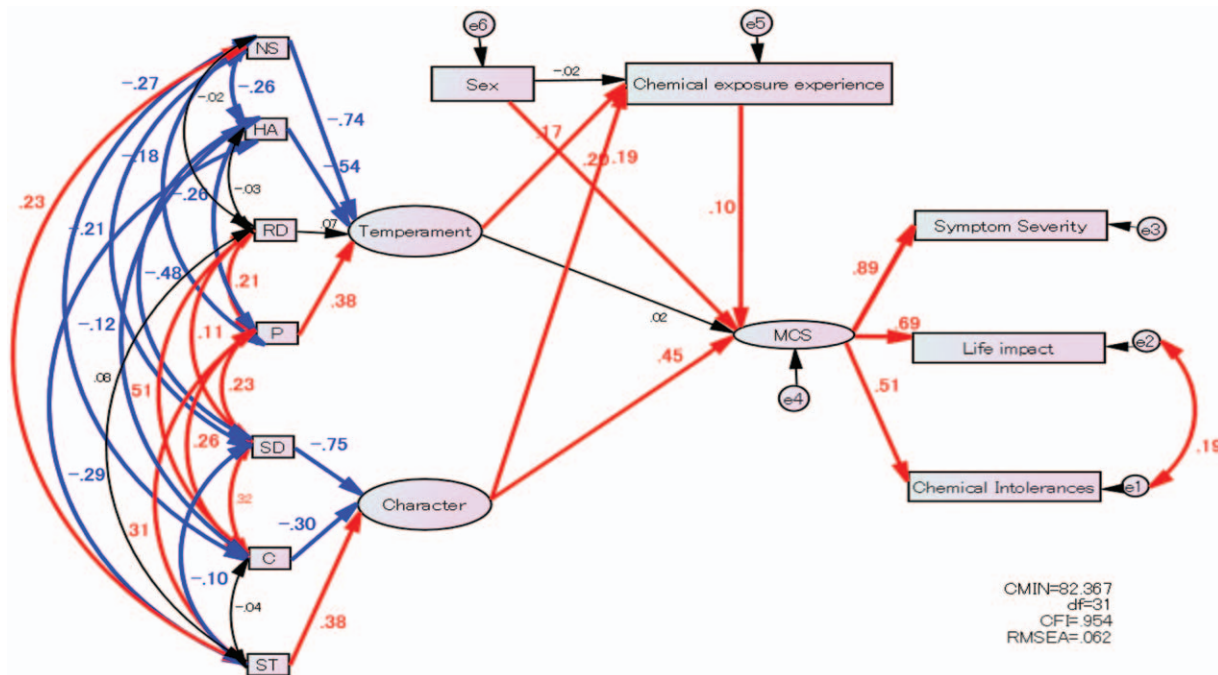 e6
e5
NS
Sex
-.02
Chemical exposure experience
-.27
-.02
-.26
-.74
HA
.17
.20
.19
-.18
-.54
-.26
-.03
.23
RD
.07
Temperament
.10
Symptom Severity
e3
-.21
-.48
.21
.89
.38
-.12
.11
P
.02
MCS
.69
Life impact
e2
.08
.51
.23
.45
.51
e4
.26
SD
-.75
.19
-.29
.32
Character
Chemical Intolerances
e1
.31
-.30
C
-.10
-.04
.38
CMIN=82.367
df=31
CFI=.954
RMSEA=.062
ST